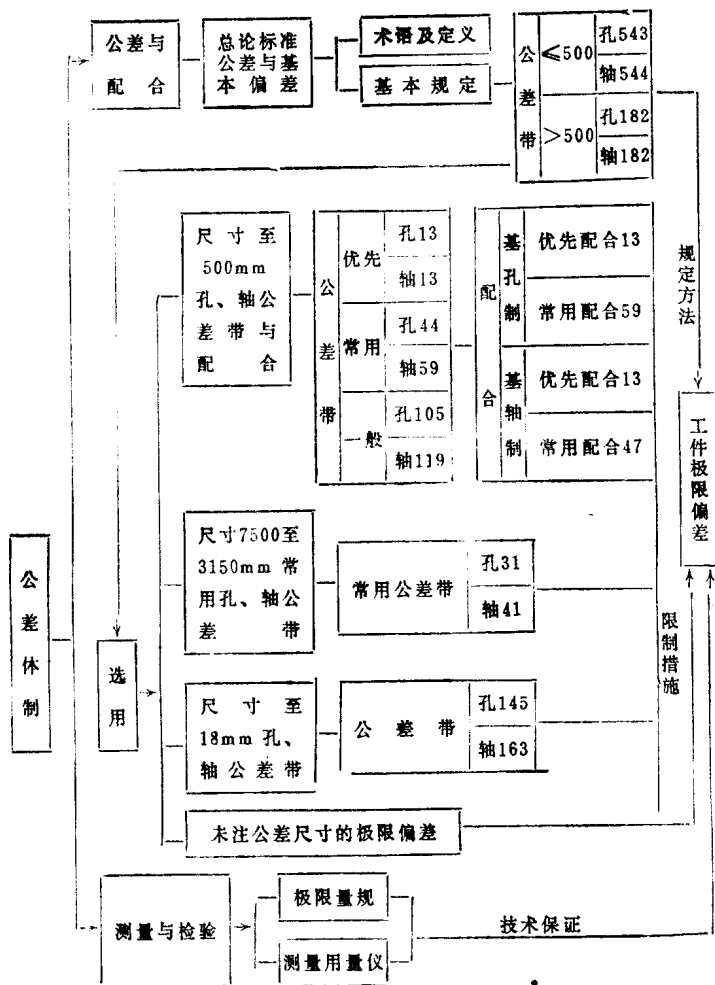 公差与
配合
总论标准
公差与基
本偏差
术语及定义
基本规定
公差带
≤500
孔543
轴544
>500
孔182
轴182
尺寸至
500mm
孔、轴公
差带与
配合
公差带
优先
孔13
轴13
常用
孔44
轴59
一般
孔105
轴119
配合
基孔制
优先配合13
常用配合59
基轴制
优先配合13
常用配合47
规定方法
工件极限偏差
公差体制
选用
尺寸7500至
3150mm常
用孔、轴公
差带
常用公差带
孔31
轴41
限制措施
尺寸至
18mm孔、
轴公差带
公差带
孔145
轴163
未注公差尺寸的极限偏差
测量与检验
极限量规
测量用量仪
技术保证